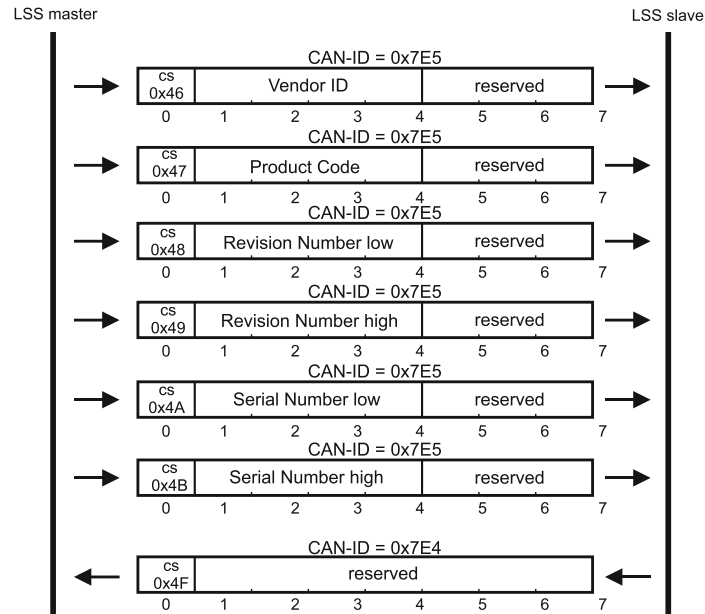 LSS master
LSS slave
CAN-ID = 0x7E5
cs
0x46
Vendor ID
reserved
0 1 2 3 4 5 6 7
CAN-ID = 0x7E5
cs
0x47
Product Code
reserved
0 1 2 3 4 5 6 7
CAN-ID = 0x7E5
cs
0x48
Revision Number low
reserved
0 1 2 3 4 5 6 7
CAN-ID = 0x7E5
cs
0x49
Revision Number high
reserved
0 1 2 3 4 5 6 7
CAN-ID = 0x7E5
cs
0x4A
Serial Number low
reserved
0 1 2 3 4 5 6 7
CAN-ID = 0x7E5
cs
0x4B
Serial Number high
reserved
0 1 2 3 4 5 6 7
CAN-ID = 0x7E4
cs
0x4F
reserved
0 1 2 3 4 5 6 7